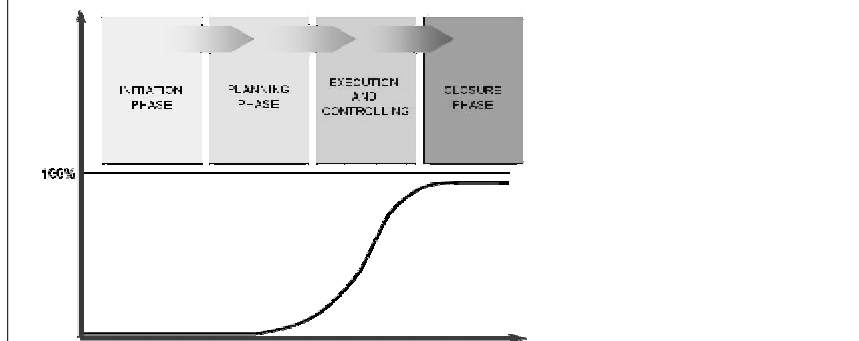 INITIATION
PHASE
PLANNING
PHASE
EXECUTION
AND
CONTROLLING
CLOSURE
PHASE
100%